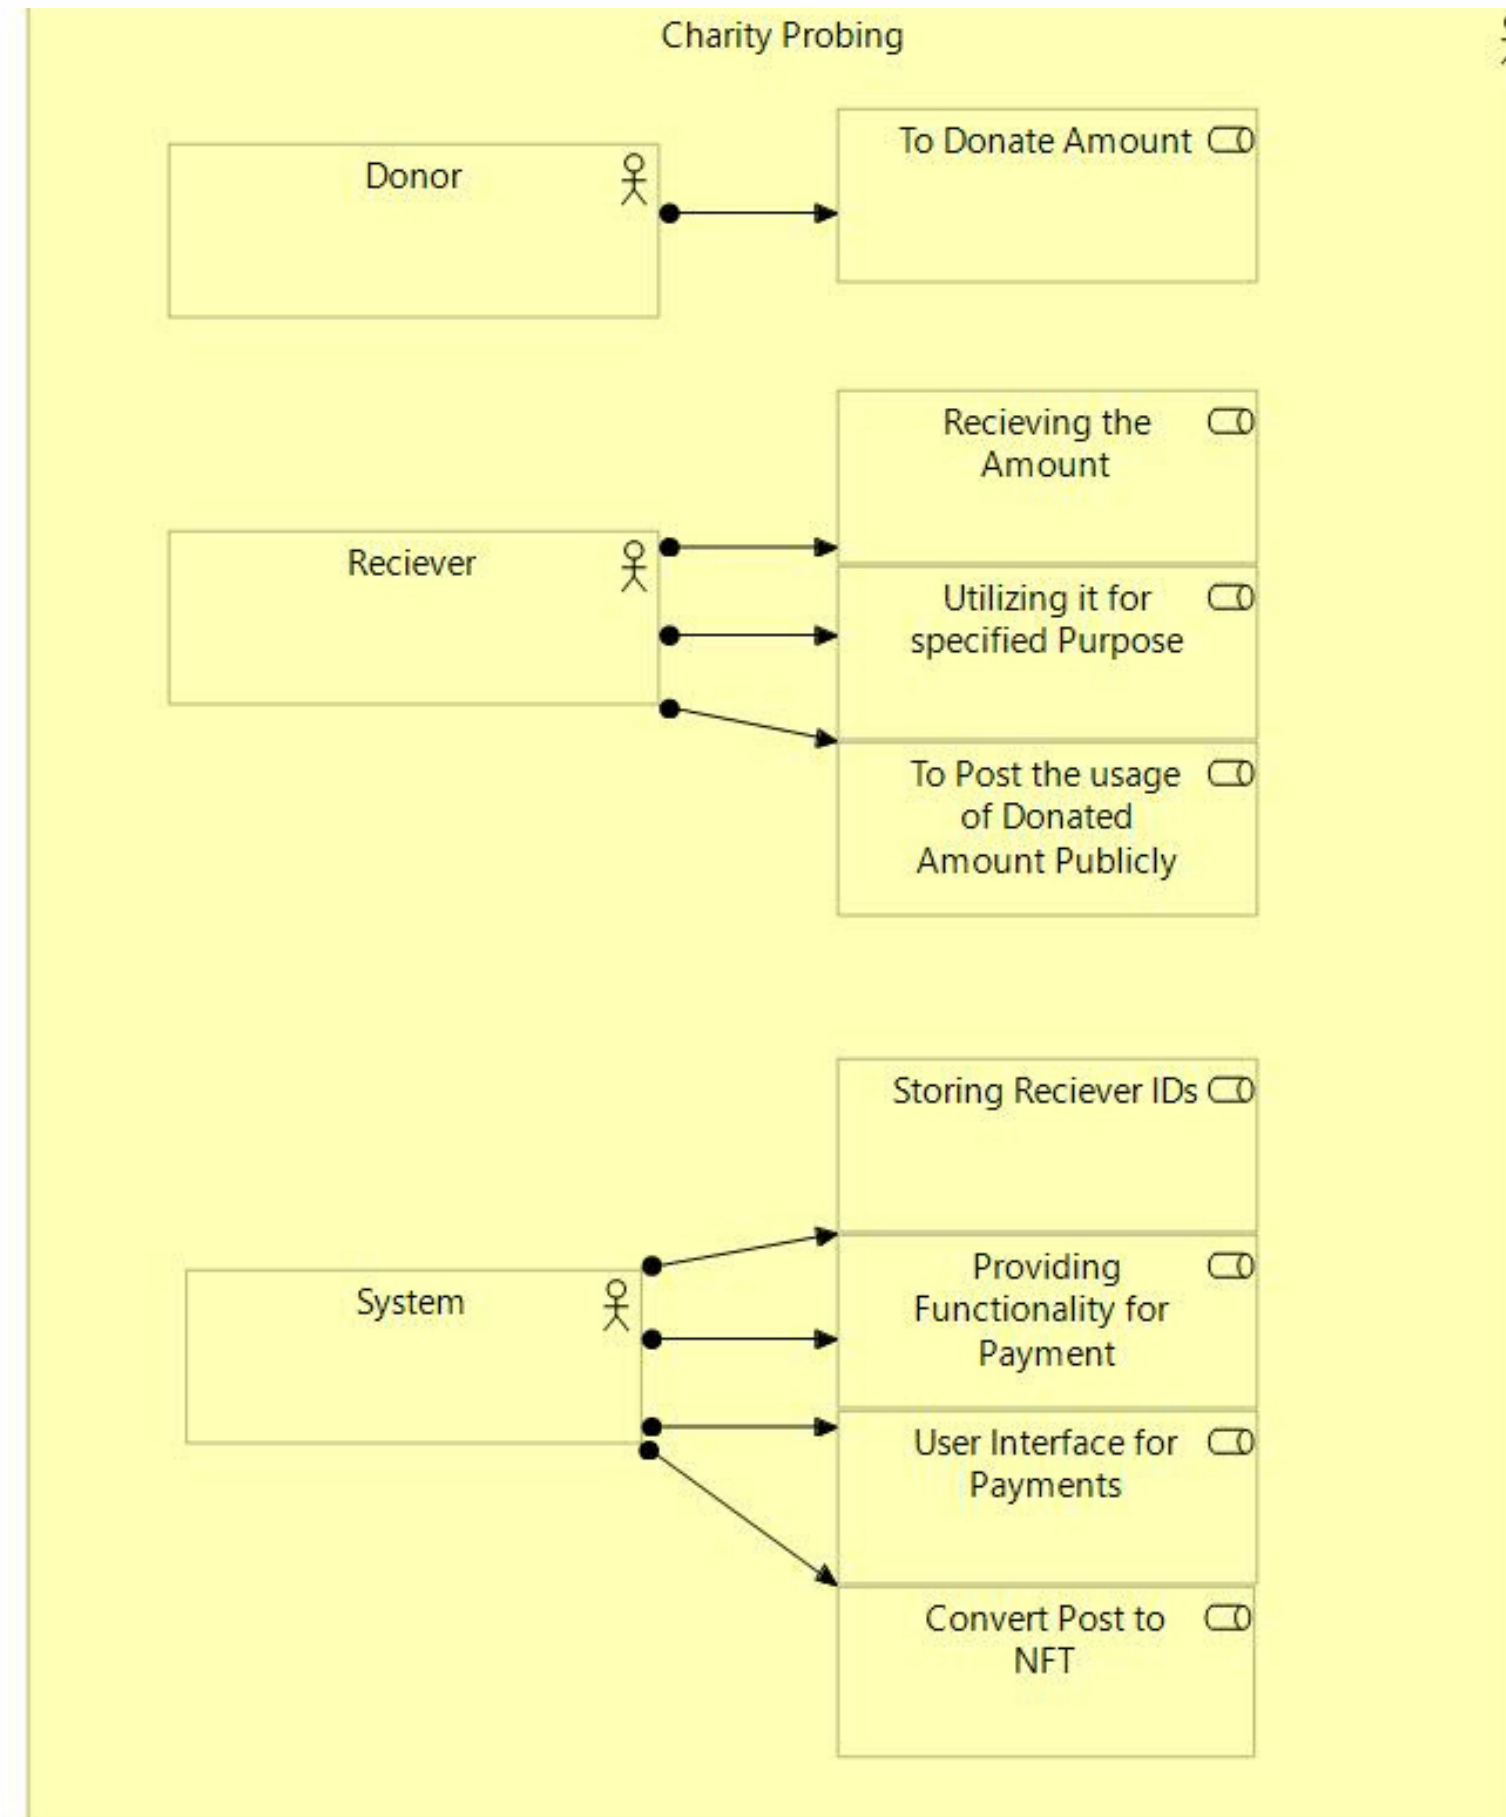 Charity Probing
Donor
To Donate Amount
Reciever
Recieving the
Amount
Utilizing it for
specified Purpose
To Post the usage
of Donated
Amount Publicly
System
Storing Reciever IDs
Providing
Functionality for
Payment
User Interface for
Payments
Convert Post to
NFT